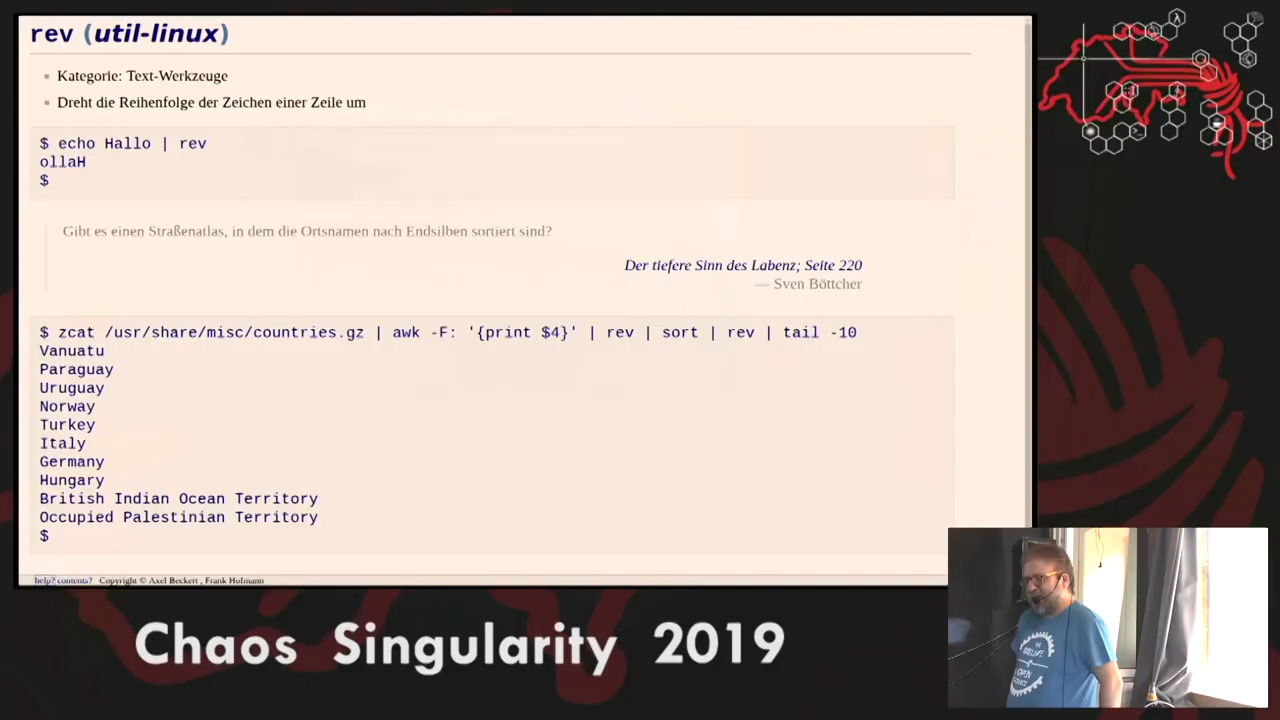 rev (util-linux)
Kategorie: Text-Werkzeuge
Dreht die Reihenfolge der Zeichen einer Zeile um
$ echo Hallo | rev
ollaH
$
Gibt es einen Straßenatlas, in dem die Ortsnamen nach Endsilben sortiert sind?
Der tiefere Sinn des Labenz; Seite 220
— Sven Böttcher
$ zcat /usr/share/misc/countries.gz | awk -F: '{print $4}' | rev | sort | rev | tail -10
Vanuatu
Paraguay
Uruguay
Norway
Turkey
Italy
Germany
Hungary
British Indian Ocean Territory
Occupied Palestinian Territory
$
help? contents? Copyright © Axel Beckert , Frank Hofmann
OPEN
Chaos Singularity 2019